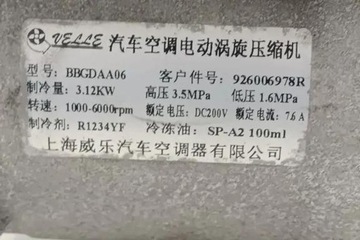 VELLE 汽车空调电动涡旋压缩机
型号: BBGDAA06 客户件号: 926006978R
制冷量: 3.12KW 高压 3.5MPa 低压 1.6MPa
转速: 1000-6000rpm 额定电压: DC200V 额定电流: 7.6A
制冷剂: R1234YF 冷冻油: SP-A2 100ml
上海威乐汽车空调器有限公司